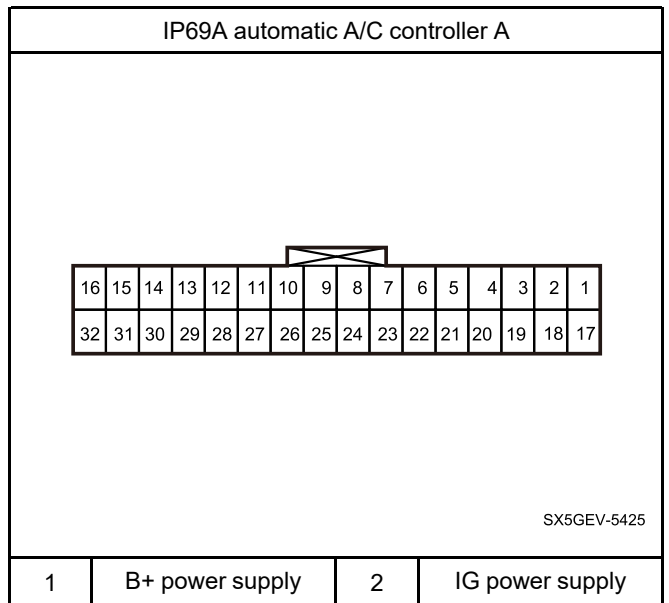 IP69A automatic A/C controller A
16 15 14 13 12 11 10 9 8 7 6 5 4 3 2 1
32 31 30 29 28 27 26 25 24 23 22 21 20 19 18 17
SX5GEV-5425
1 B+ power supply 2 IG power supply